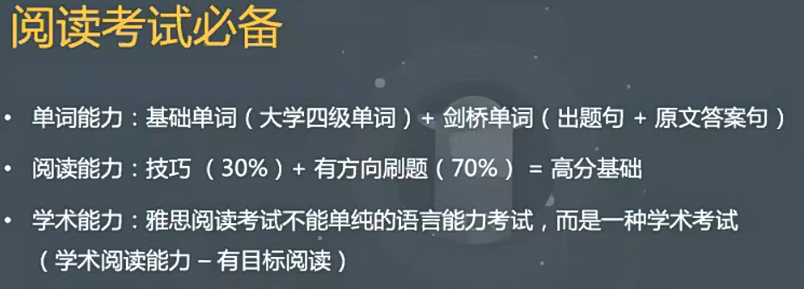 阅读考试必备
• 单词能力：基础单词（大学四级单词）+ 剑桥单词（出题句 + 原文答案句）
• 阅读能力：技巧 （30%）+ 有方向刷题（70%） = 高分基础
• 学术能力：雅思阅读考试不能单纯的语言能力考试，而是一种学术考试
（学术阅读能力 – 有目标阅读）